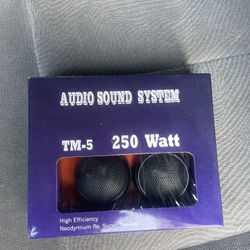 AUDIO SOUND SYSTEM
TM-5 250 Watt
High Efficiency
Neodymium